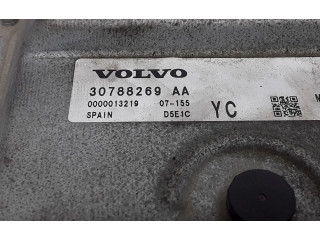 VOLVO
30788269 AA
0000013219 07-155
SPAIN D5E1C
YC
M